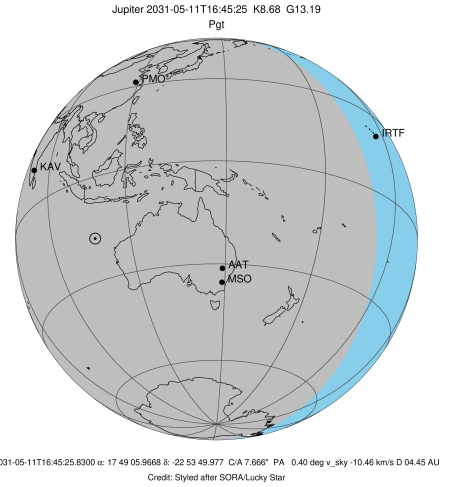 Jupiter 2031-05-11T16:45:25 K8.68 G13.19
Pgt
PMO
IRTF
KAV
AAT
MSO
031-05-11T16:45:25.8300 α: 17 49 05.9668 δ: -22 53 49.977 C/A 7.666" PA 0.40 deg v_sky -10.46 km/s D 04.45 AU
Credit: Styled after SORA/Lucky Star